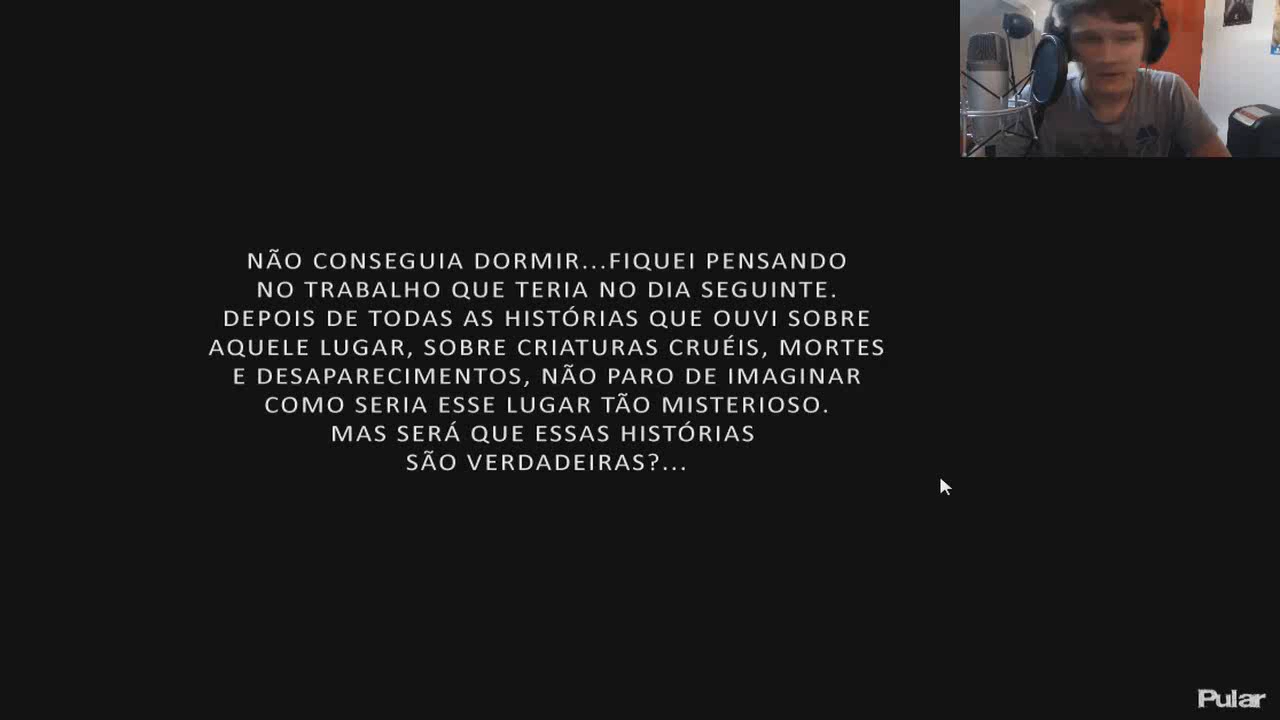 NÃO CONSEGUIA DORMIR...FIQUEI PENSANDO
NO TRABALHO QUE TERIA NO DIA SEGUINTE.
DEPOIS DE TODAS AS HISTÓRIAS QUE OUVI SOBRE
AQUELE LUGAR, SOBRE CRIATURAS CRUÉIS, MORTES
E DESAPARECIMENTOS, NÃO PARO DE IMAGINAR
COMO SERIA ESSE LUGAR TÃO MISTERIOSO.
MAS SERÁ QUE ESSAS HISTÓRIAS
SÃO VERDADEIRAS?...
Pular